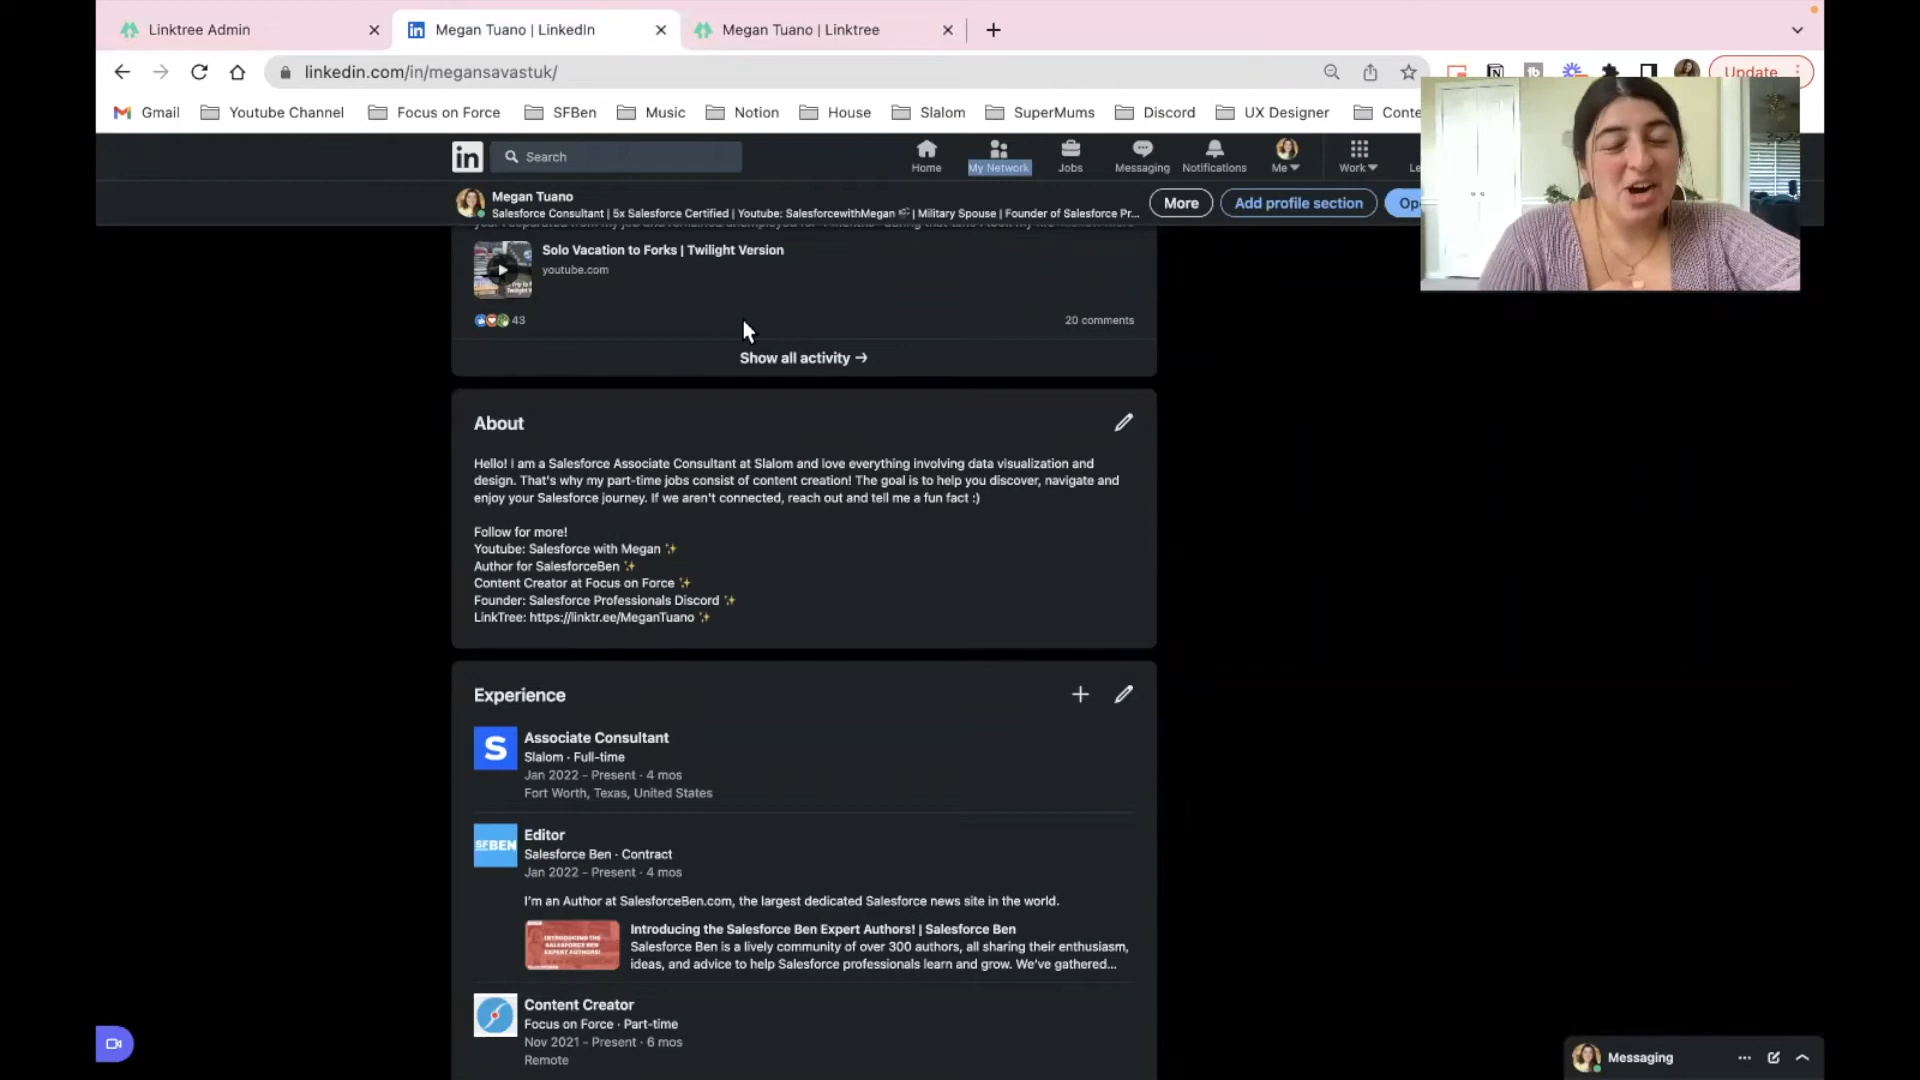 Linktree Admin
Megan Tuano | LinkedIn
Megan Tuano | Linktree
linkedin.com/in/megansavastuk/
Update
Gmail
Youtube Channel
Focus on Force
SFBen
Music
Notion
House
Slalom
SuperMums
Discord
UX Designer
Conte
in
Search
Home
My Network
Jobs
Messaging
Notifications
Me
Work
Le
Megan Tuano
Salesforce Consultant | 5x Salesforce Certified | Youtube: SalesforcewithMegan 🎬 | Military Spouse | Founder of Salesforce Pr...
More
Add profile section
Op
Solo Vacation to Forks | Twilight Version
youtube.com
43
20 comments
Show all activity →
About
Hello! I am a Salesforce Associate Consultant at Slalom and love everything involving data visualization and
design. That's why my part-time jobs consist of content creation! The goal is to help you discover, navigate and
enjoy your Salesforce journey. If we aren't connected, reach out and tell me a fun fact :)
Follow for more!
Youtube: Salesforce with Megan ✨
Author for SalesforceBen ✨
Content Creator at Focus on Force ✨
Founder: Salesforce Professionals Discord ✨
LinkTree: https://linktr.ee/MeganTuano ✨
Experience
S
Associate Consultant
Slalom · Full-time
Jan 2022 – Present · 4 mos
Fort Worth, Texas, United States
SFBEN
Editor
Salesforce Ben · Contract
Jan 2022 – Present · 4 mos
I'm an Author at SalesforceBen.com, the largest dedicated Salesforce news site in the world.
INTRODUCING THE
SALESFORCE BEN
EXPERT AUTHORS!
Introducing the Salesforce Ben Expert Authors! | Salesforce Ben
Salesforce Ben is a lively community of over 300 authors, all sharing their enthusiasm,
ideas, and advice to help Salesforce professionals learn and grow. We've gathered...
Content Creator
Focus on Force · Part-time
Nov 2021 – Present · 6 mos
Remote
Messaging